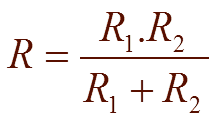 R = R₁.R₂ / R₁ + R₂